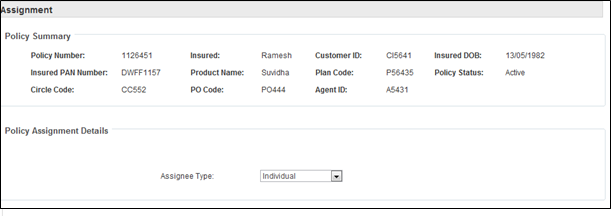 Assignment
Policy Summary
Policy Number: 1126451 Insured: Ramesh Customer ID: CI5641 Insured DOB: 13/05/1982
Insured PAN Number: DWFF1157 Product Name: Suvidha Plan Code: P56435 Policy Status: Active
Circle Code: CC552 PO Code: PO444 Agent ID: A5431
Policy Assignment Details
Assignee Type: Individual